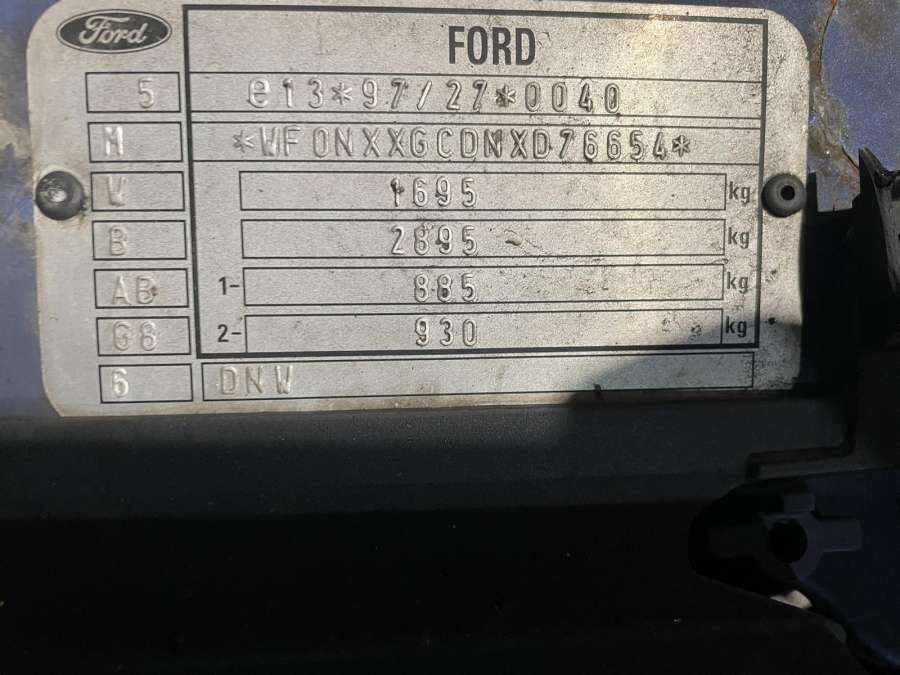 Ford
FORD
5 e13*97/27*0040
M *WF0NXXGCDNXD76654*
V 1695 kg
B 2895 kg
AB 1- 885 kg
G8 2- 930 kg
6 DNW